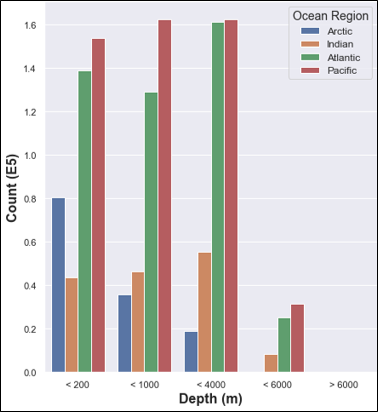 Ocean Region
Arctic
Indian
Atlantic
Pacific
Count (E5)
1.6
1.4
1.2
1.0
0.8
0.6
0.4
0.2
0.0
< 200 < 1000 < 4000 < 6000 > 6000
Depth (m)